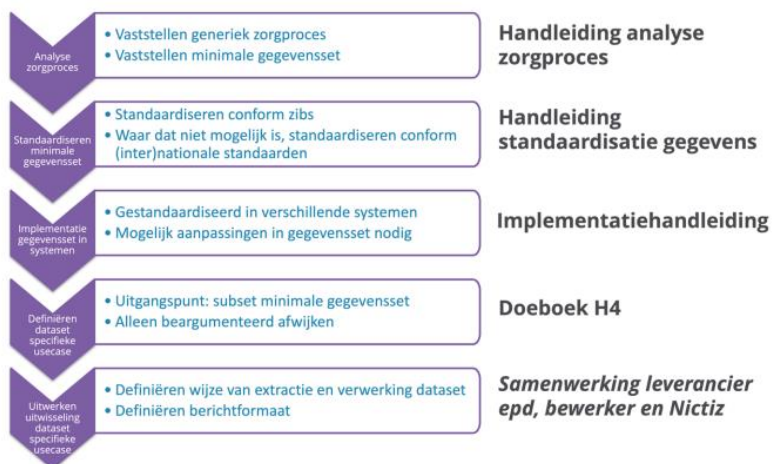 Analyse
zorgproces
• Vaststellen generiek zorgproces
• Vaststellen minimale gegevensset
Handleiding analyse
zorgproces
Standaardiseren
minimale
gegevensset
• Standaardiseren conform zibs
• Waar dat niet mogelijk is, standaardiseren conform
(inter)nationale standaarden
Handleiding
standaardisatie gegevens
Implementatie
gegevensset in
systemen
• Gestandaardiseerd in verschillende systemen
• Mogelijk aanpassingen in gegevensset nodig
Implementatiehandleiding
Definiëren
dataset
specifieke
usecase
• Uitgangspunt: subset minimale gegevensset
• Alleen beargumenteerd afwijken
Doeboek H4
Uitwerken
uitwisseling
dataset
specifieke
usecase
• Definiëren wijze van extractie en verwerking dataset
• Definiëren berichtformaat
Samenwerking leverancier
epd, bewerker en Nictiz